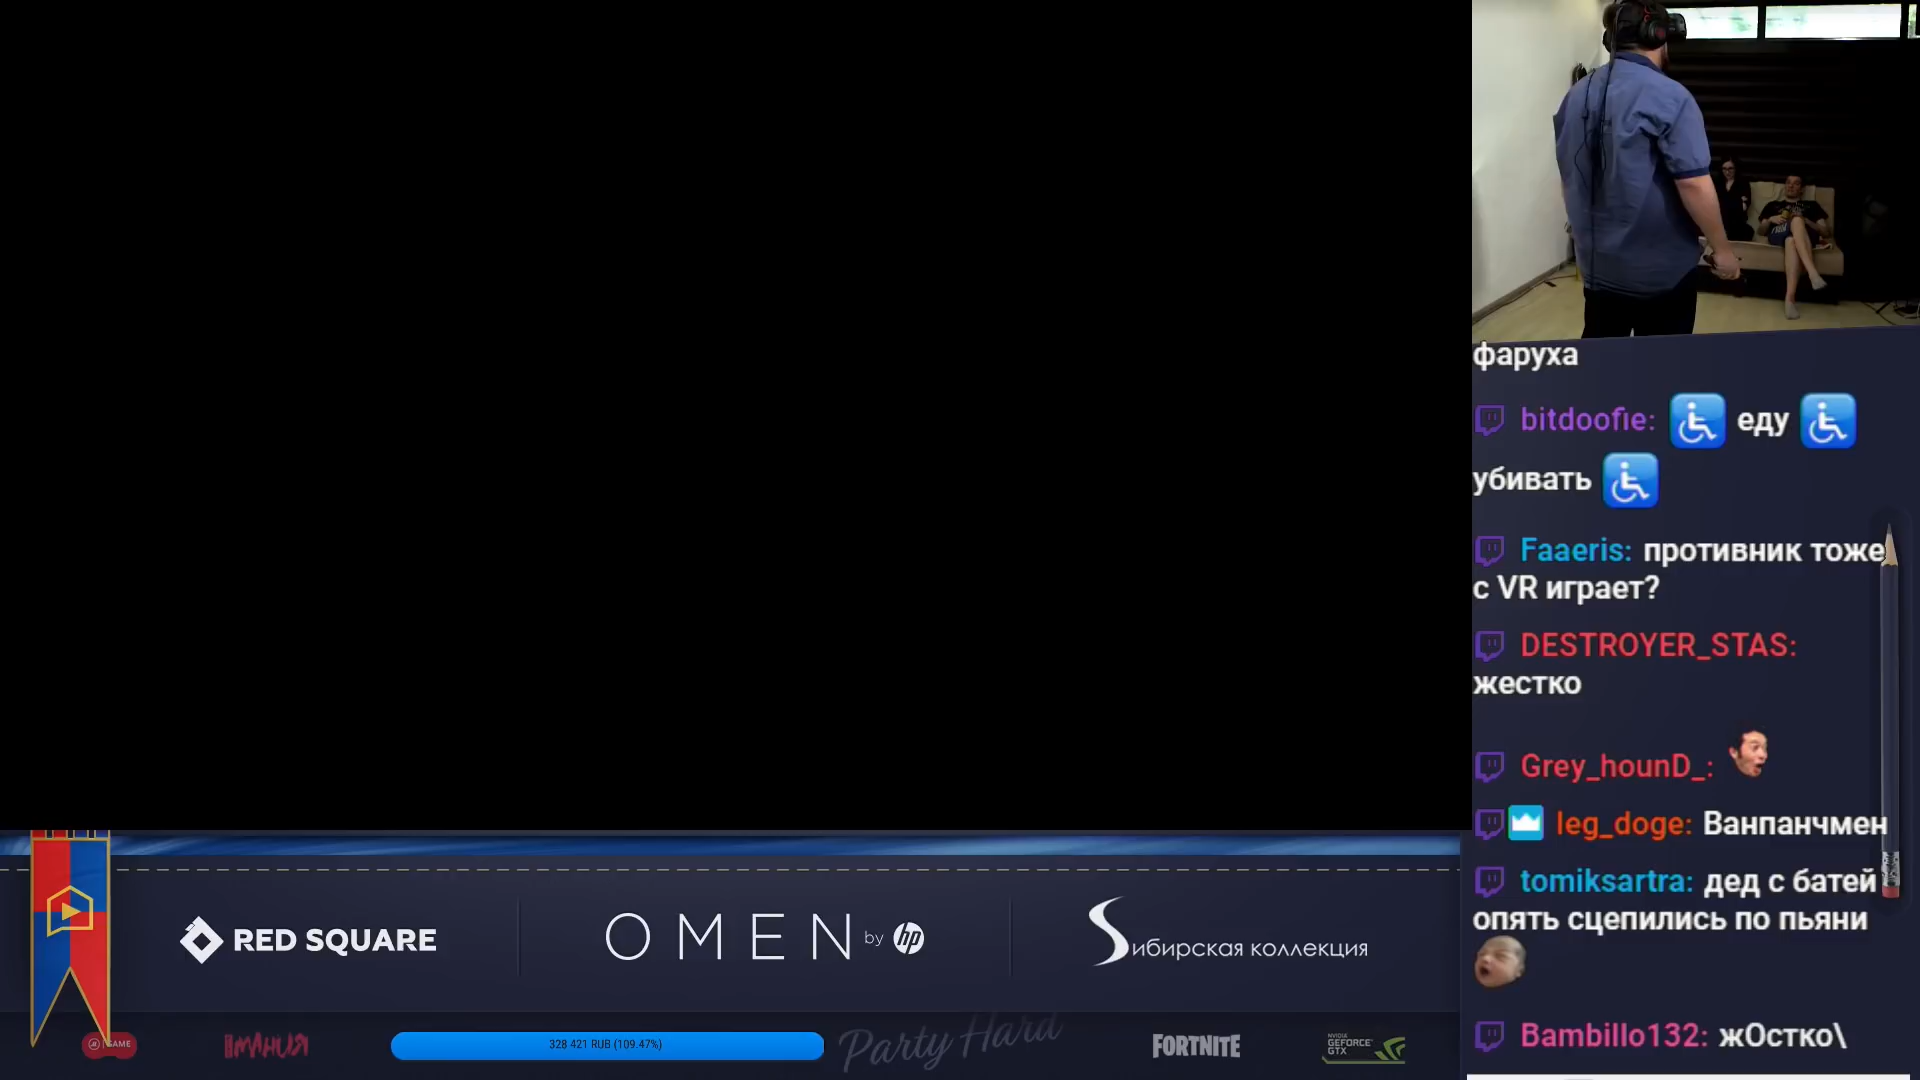 фаруха
bitdoofie: еду
убивать
Faaeris: противник тоже
с VR играет?
DESTROYER_STAS:
жестко
Grey_hounD_:
leg_doge: Ванпанчмен
tomiksartra: дед с батей
опять сцепились по пьяни
Bambillo132: жОстко\
RED SQUARE
OMEN by hp
Сибирская коллекция
GAME
328 421 RUB (109.47%)
Party Hard
FORTNITE
NVIDIA
GEFORCE
GTX